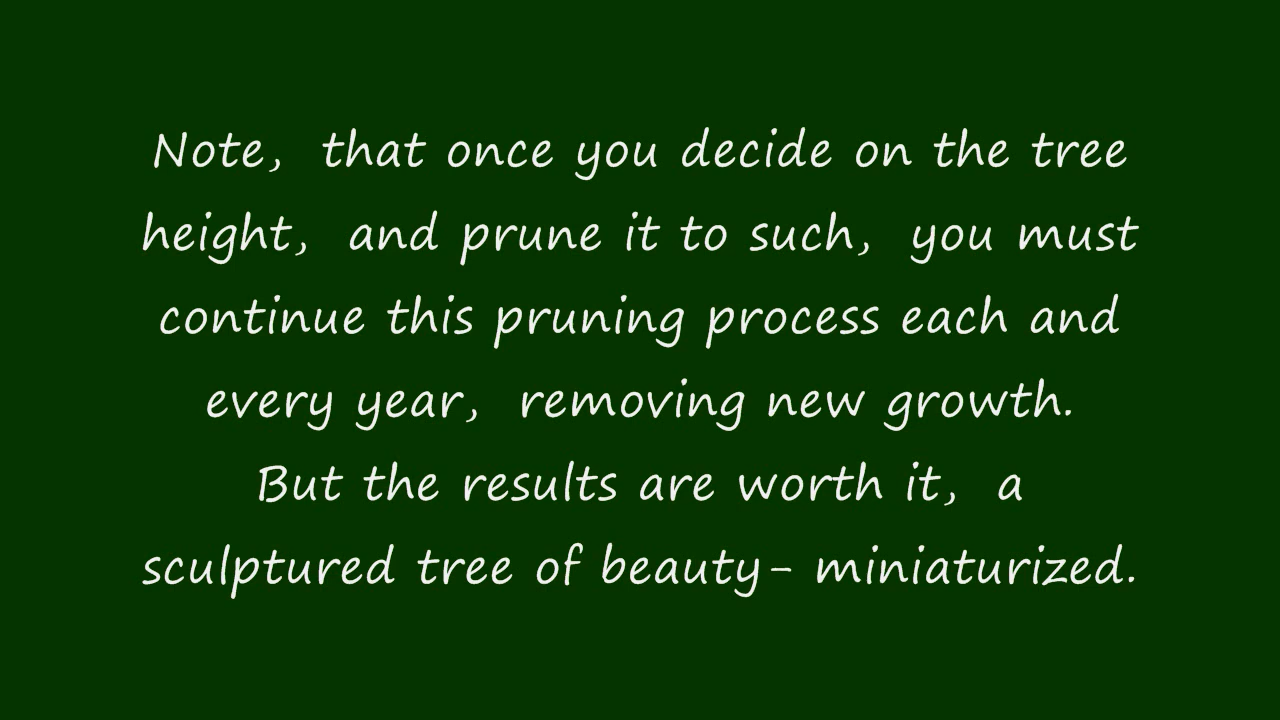 Note, that once you decide on the tree
height, and prune it to such, you must
continue this pruning process each and
every year, removing new growth.
But the results are worth it, a
sculptured tree of beauty- miniaturized.